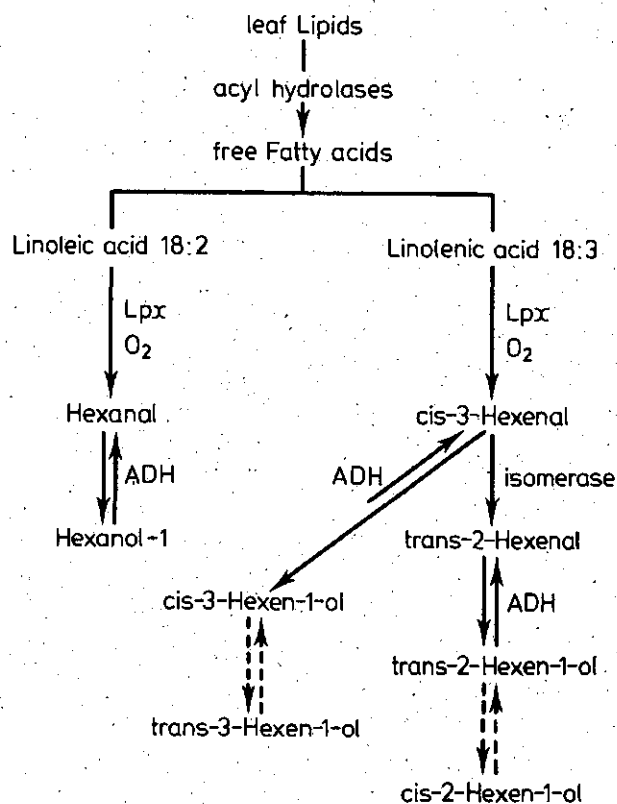 leaf Lipids
acyl hydrolases
free Fatty acids
Linoleic acid 18:2
Linolenic acid 18:3
Lpx
O₂
Lpx
O₂
Hexanal
cis-3-Hexenal
ADH
ADH
isomerase
Hexanol-1
trans-2-Hexenal
cis-3-Hexen-1-ol
ADH
trans-2-Hexen-1-ol
trans-3-Hexen-1-ol
cis-2-Hexen-1-ol